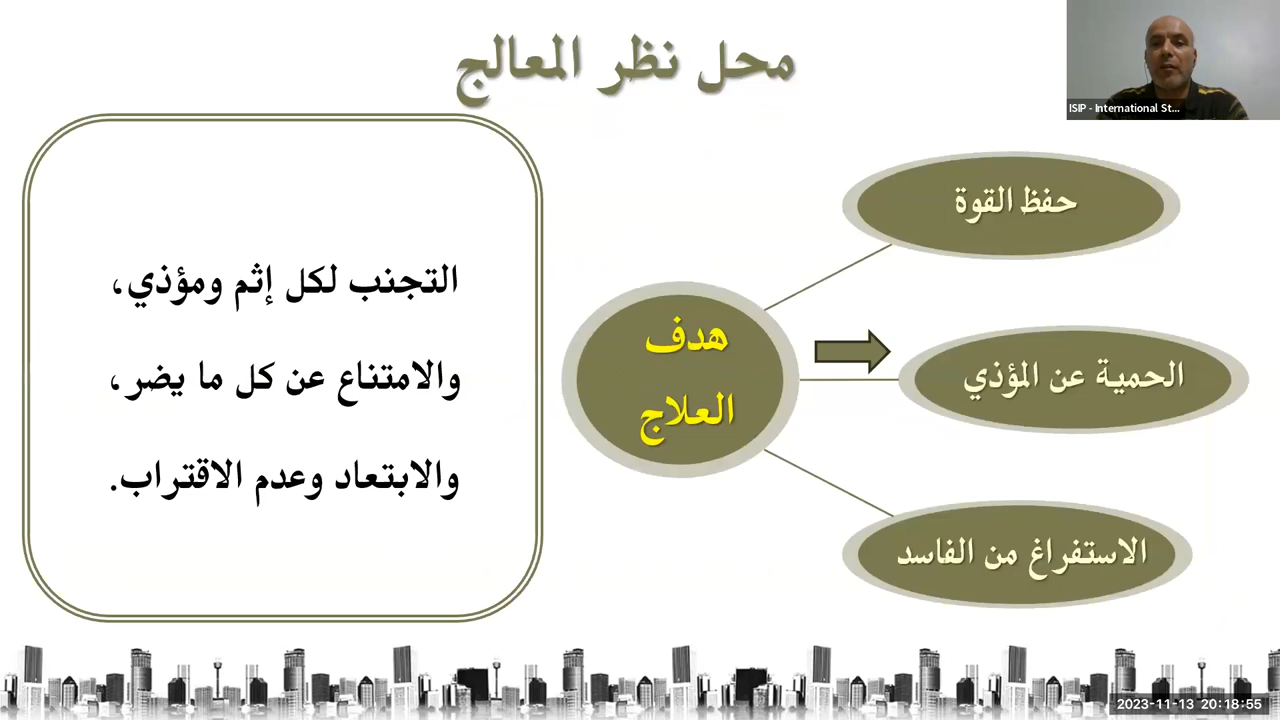 محل نظر المعالج
ISIP - International St...
حفظ القوة
هدف
العلاج
الحمية عن المؤذي
الاستفراغ من الفاسد
التجنب لكل إثم ومؤذي،
والامتناع عن كل ما يضر،
والابتعاد وعدم الاقتراب.
2023-11-13 20:18:55